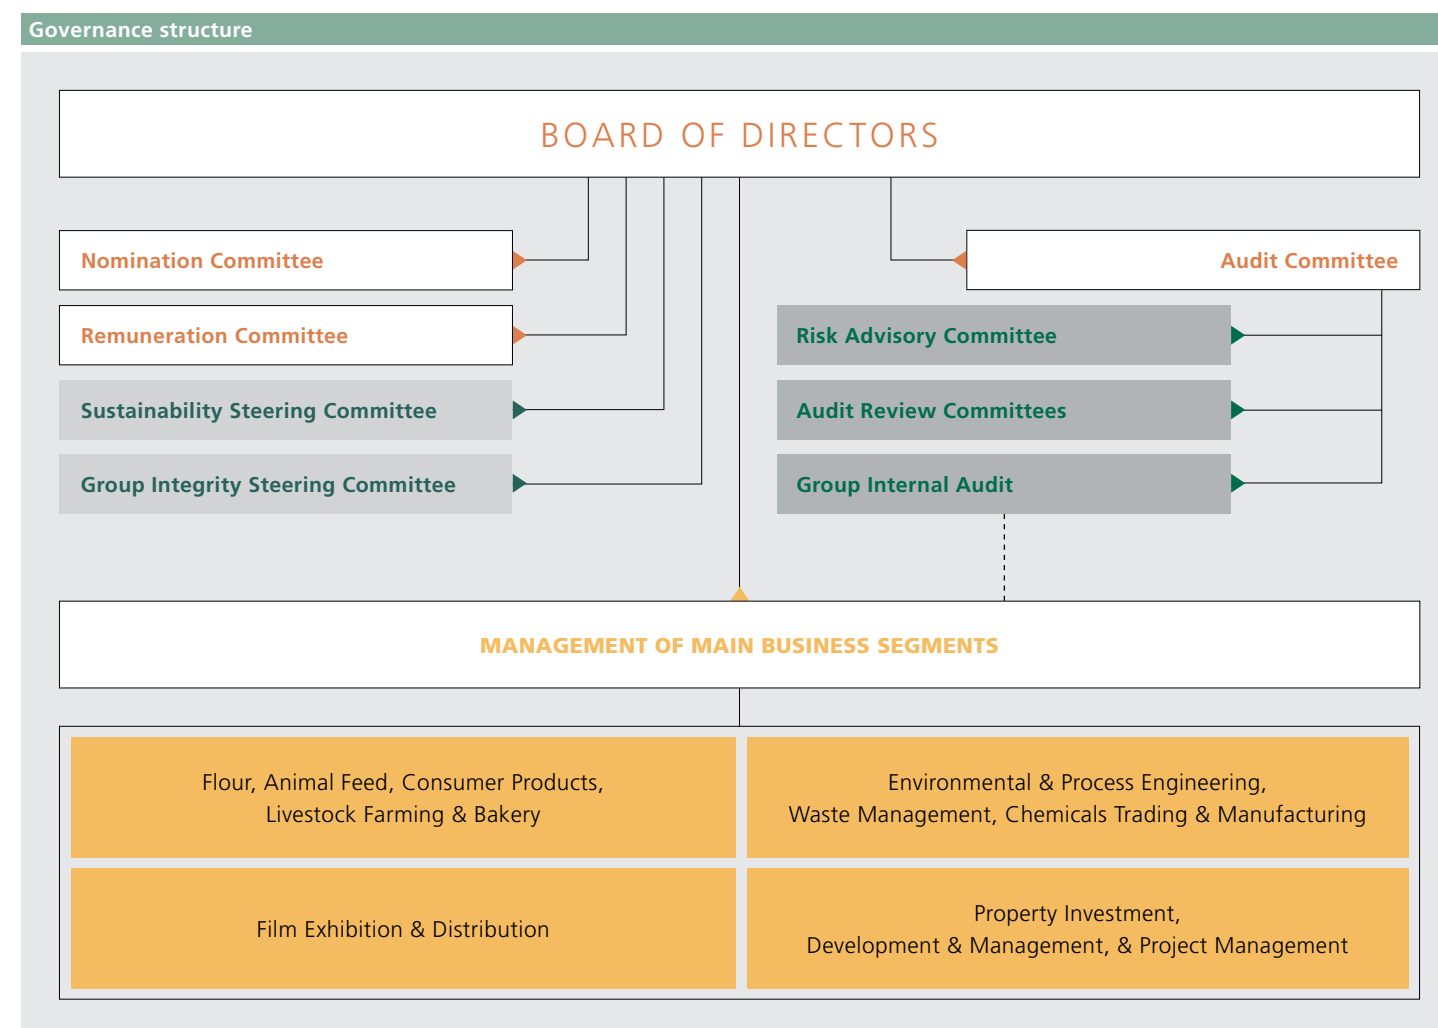 Governance structure
BOARD OF DIRECTORS
Nomination Committee
Audit Committee
Remuneration Committee
Risk Advisory Committee
Sustainability Steering Committee
Audit Review Committees
Group Integrity Steering Committee
Group Internal Audit
MANAGEMENT OF MAIN BUSINESS SEGMENTS
Flour, Animal Feed, Consumer Products,
Livestock Farming & Bakery
Environmental & Process Engineering,
Waste Management, Chemicals Trading & Manufacturing
Film Exhibition & Distribution
Property Investment,
Development & Management, & Project Management